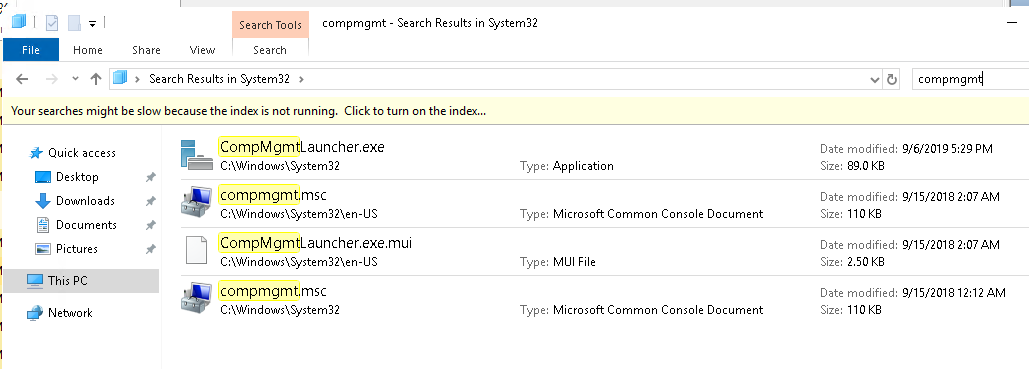 Search Tools
compmgmt - Search Results in System32
File
Home
Share
View
Search
Search Results in System32
compmgmt
Your searches might be slow because the index is not running. Click to turn on the index...
Quick access
Desktop
Downloads
Documents
Pictures
This PC
Network
CompMgmtLauncher.exe
C:\Windows\System32
Type: Application
Date modified: 9/6/2019 5:29 PM
Size: 89.0 KB
compmgmt.msc
C:\Windows\System32\en-US
Type: Microsoft Common Console Document
Date modified: 9/15/2018 2:07 AM
Size: 110 KB
CompMgmtLauncher.exe.mui
C:\Windows\System32\en-US
Type: MUI File
Date modified: 9/15/2018 2:07 AM
Size: 2.50 KB
compmgmt.msc
C:\Windows\System32
Type: Microsoft Common Console Document
Date modified: 9/15/2018 12:12 AM
Size: 110 KB